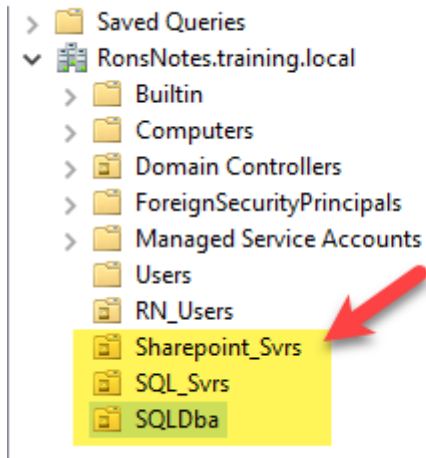 Saved Queries
RonsNotes.training.local
Builtin
Computers
Domain Controllers
ForeignSecurityPrincipals
Managed Service Accounts
Users
RN_Users
Sharepoint_Svrs
SQL_Svrs
SQLDba